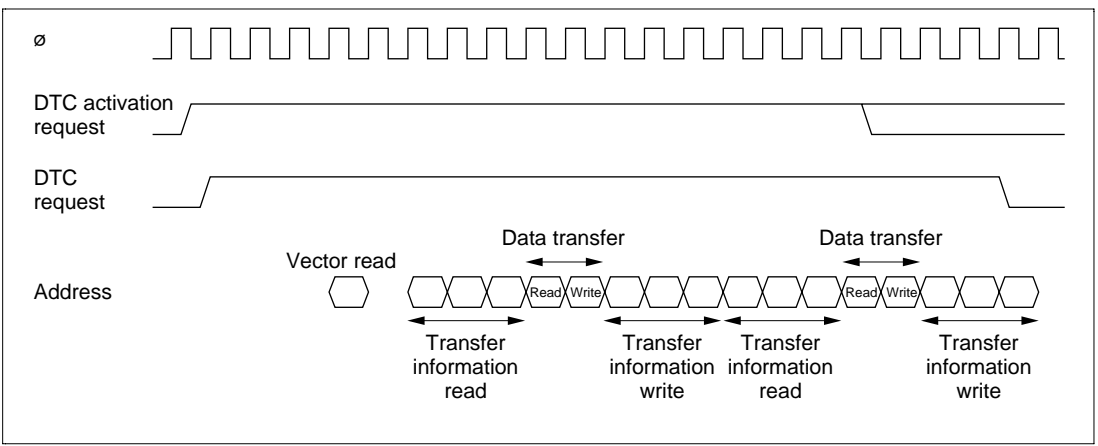 ø
DTC activation
request
DTC
request
Data transfer
Data transfer
Vector read
Address
Read
Write
Read
Write
Transfer
information
read
Transfer
information
write
Transfer
information
read
Transfer
information
write